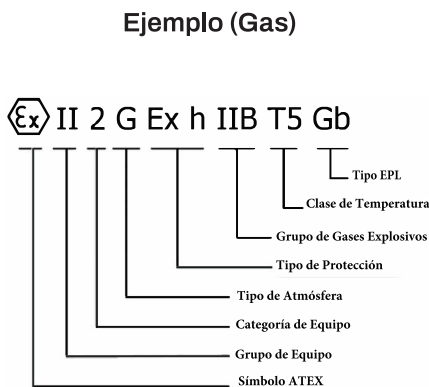 Ejemplo (Gas)
Ex II 2 G Ex h IIB T5 Gb
Tipo EPL
Clase de Temperatura
Grupo de Gases Explosivos
Tipo de Protección
Tipo de Atmósfera
Categoría de Equipo
Grupo de Equipo
Símbolo ATEX